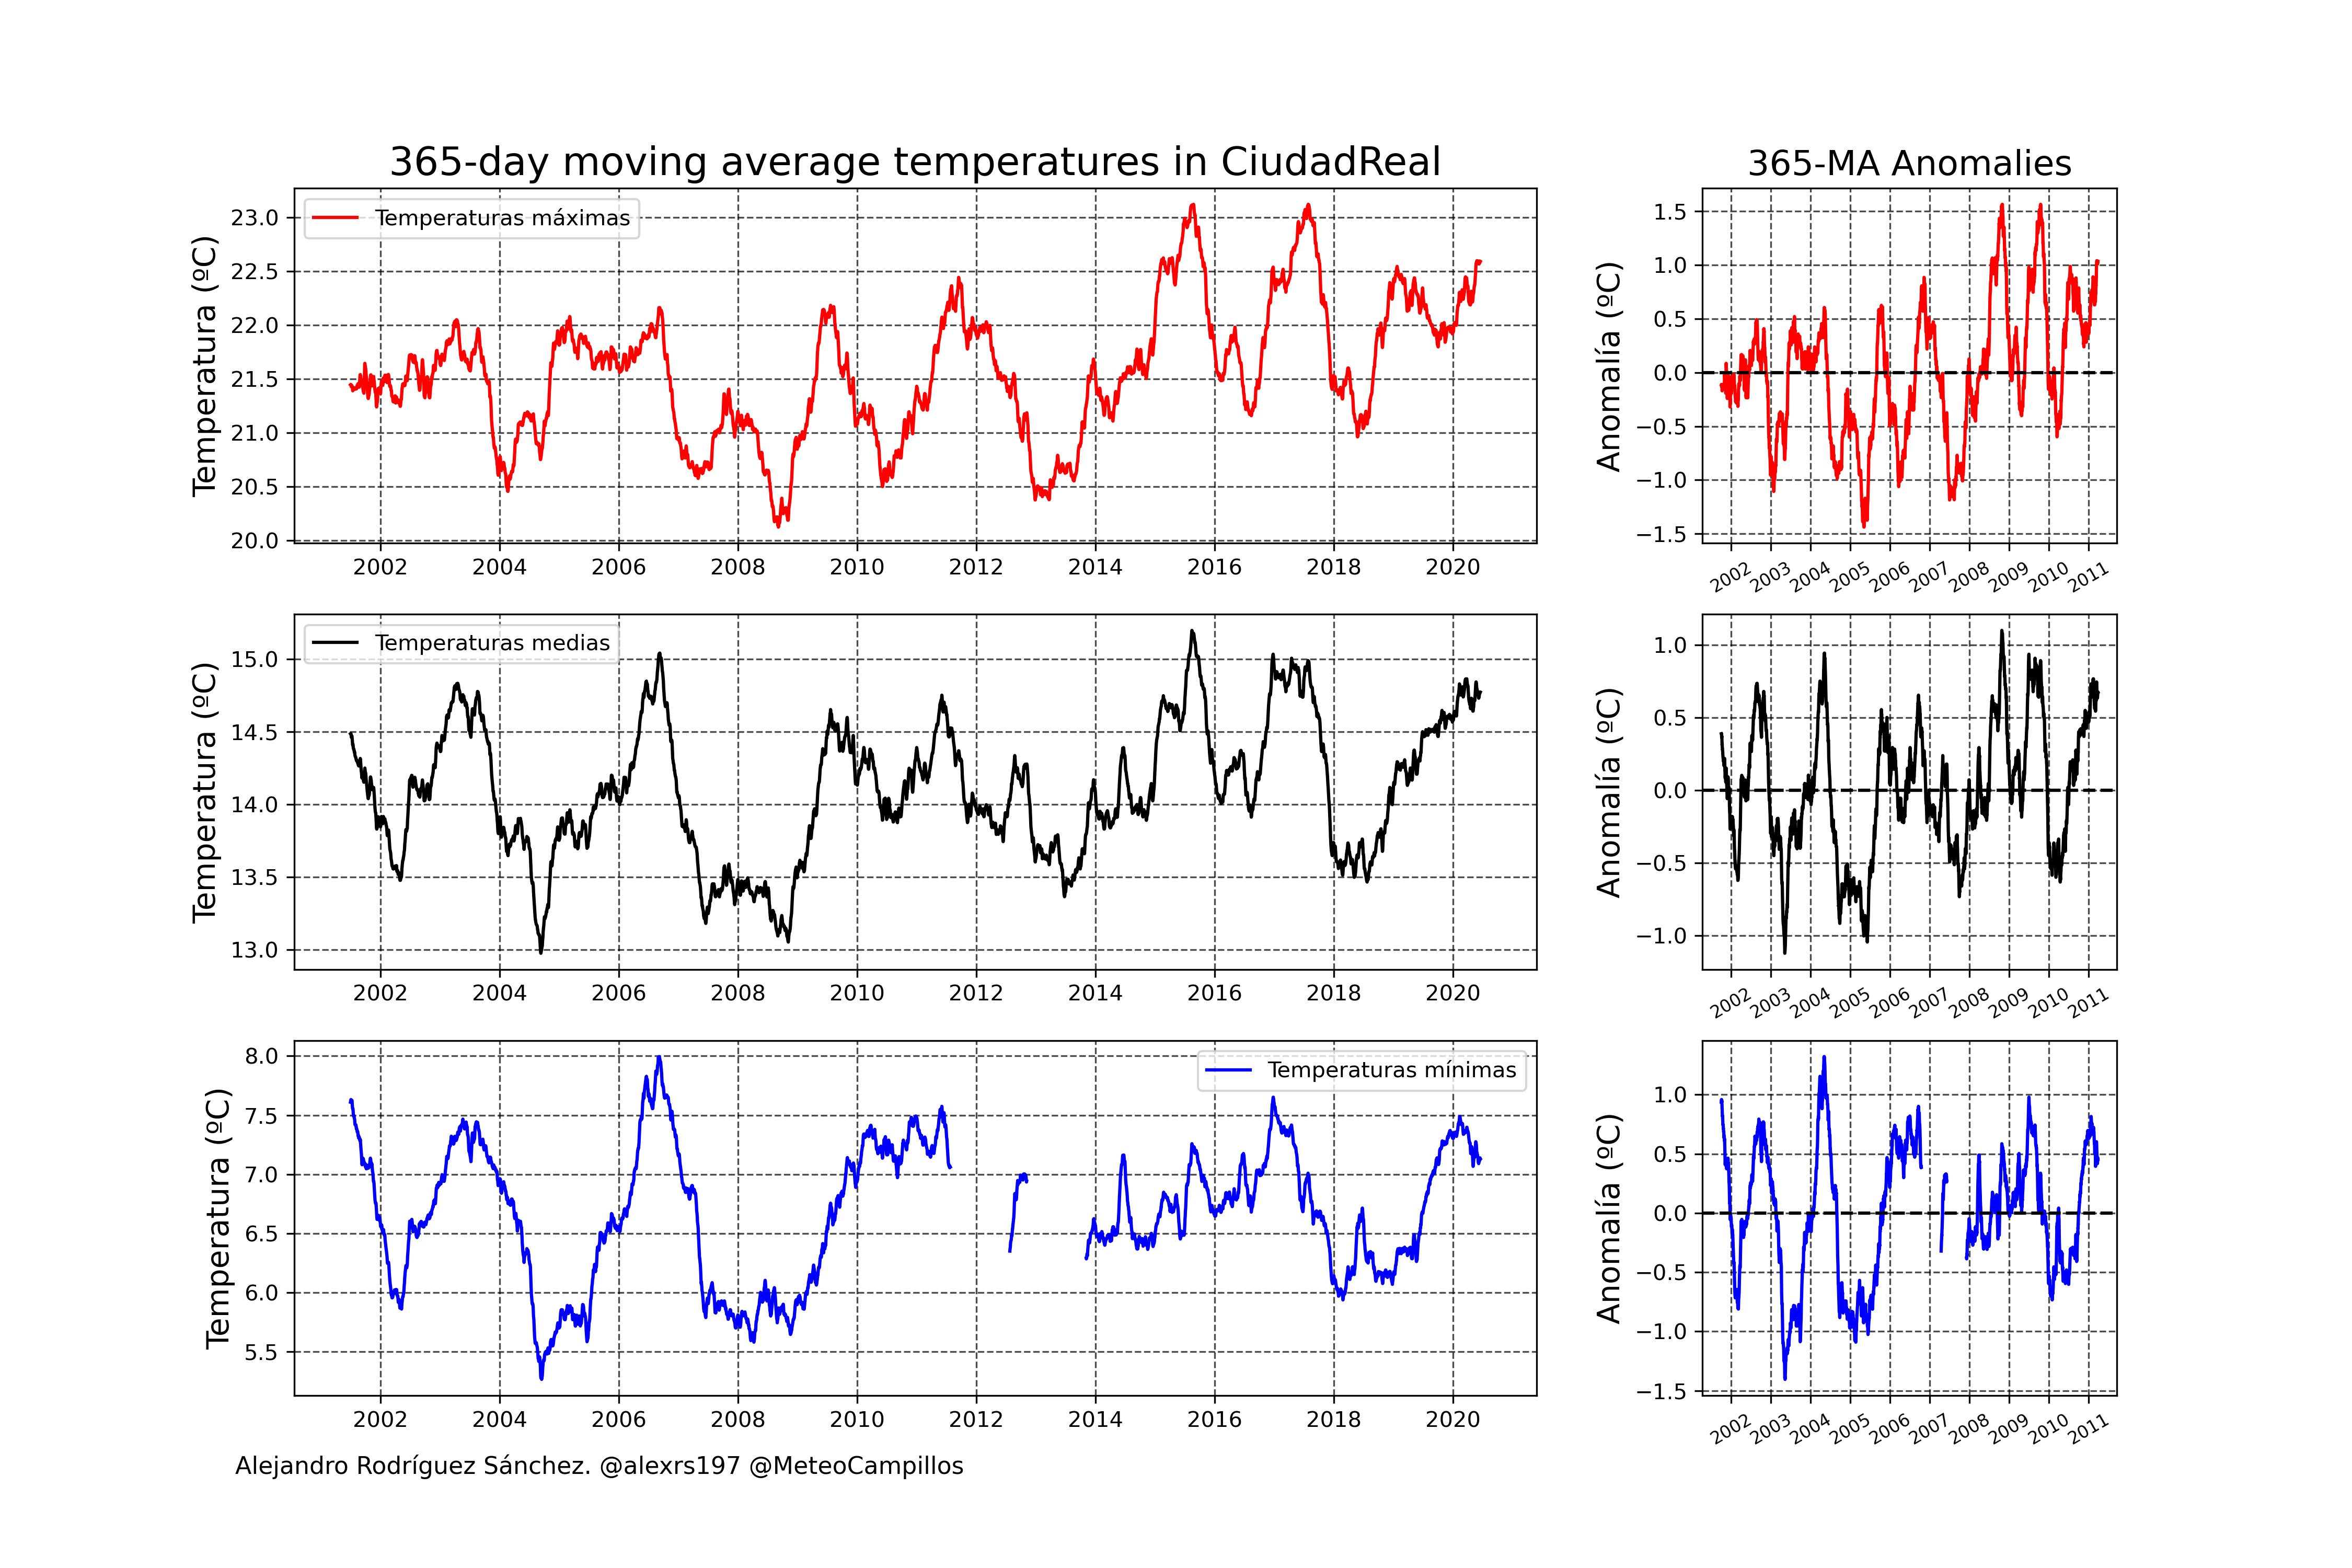 365-day moving average temperatures in CiudadReal
365-MA Anomalies
Temperatura (ºC)
23.0
22.5
22.0
21.5
21.0
20.5
20.0
Temperaturas máximas
2002 2004 2006 2008 2010 2012 2014 2016 2018 2020
Anomalía (ºC)
1.5
1.0
0.5
0.0
−0.5
−1.0
−1.5
2002 2003 2004 2005 2006 2007 2008 2009 2010 2011
Temperatura (ºC)
15.0
14.5
14.0
13.5
13.0
Temperaturas medias
2002 2004 2006 2008 2010 2012 2014 2016 2018 2020
Anomalía (ºC)
1.0
0.5
0.0
−0.5
−1.0
2002 2003 2004 2005 2006 2007 2008 2009 2010 2011
Temperatura (ºC)
8.0
7.5
7.0
6.5
6.0
5.5
Temperaturas mínimas
2002 2004 2006 2008 2010 2012 2014 2016 2018 2020
Anomalía (ºC)
1.0
0.5
0.0
−0.5
−1.0
−1.5
2002 2003 2004 2005 2006 2007 2008 2009 2010 2011
Alejandro Rodríguez Sánchez. @alexrs197 @MeteoCampillos